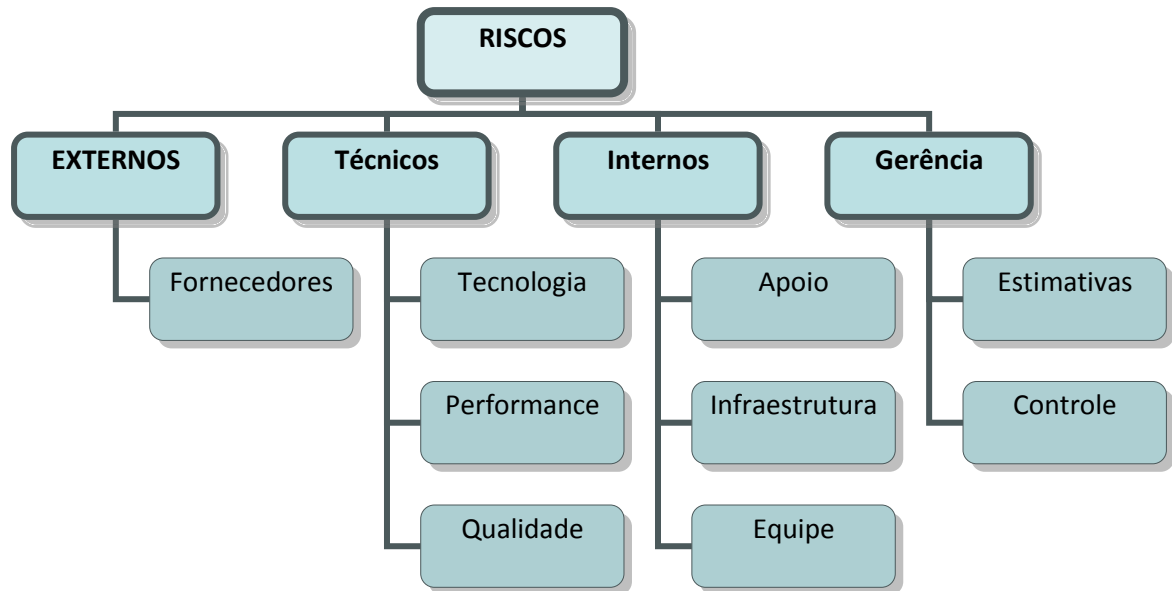 RISCOS
EXTERNOS
Técnicos
Internos
Gerência
Fornecedores
Tecnologia
Apoio
Estimativas
Performance
Infraestrutura
Controle
Qualidade
Equipe